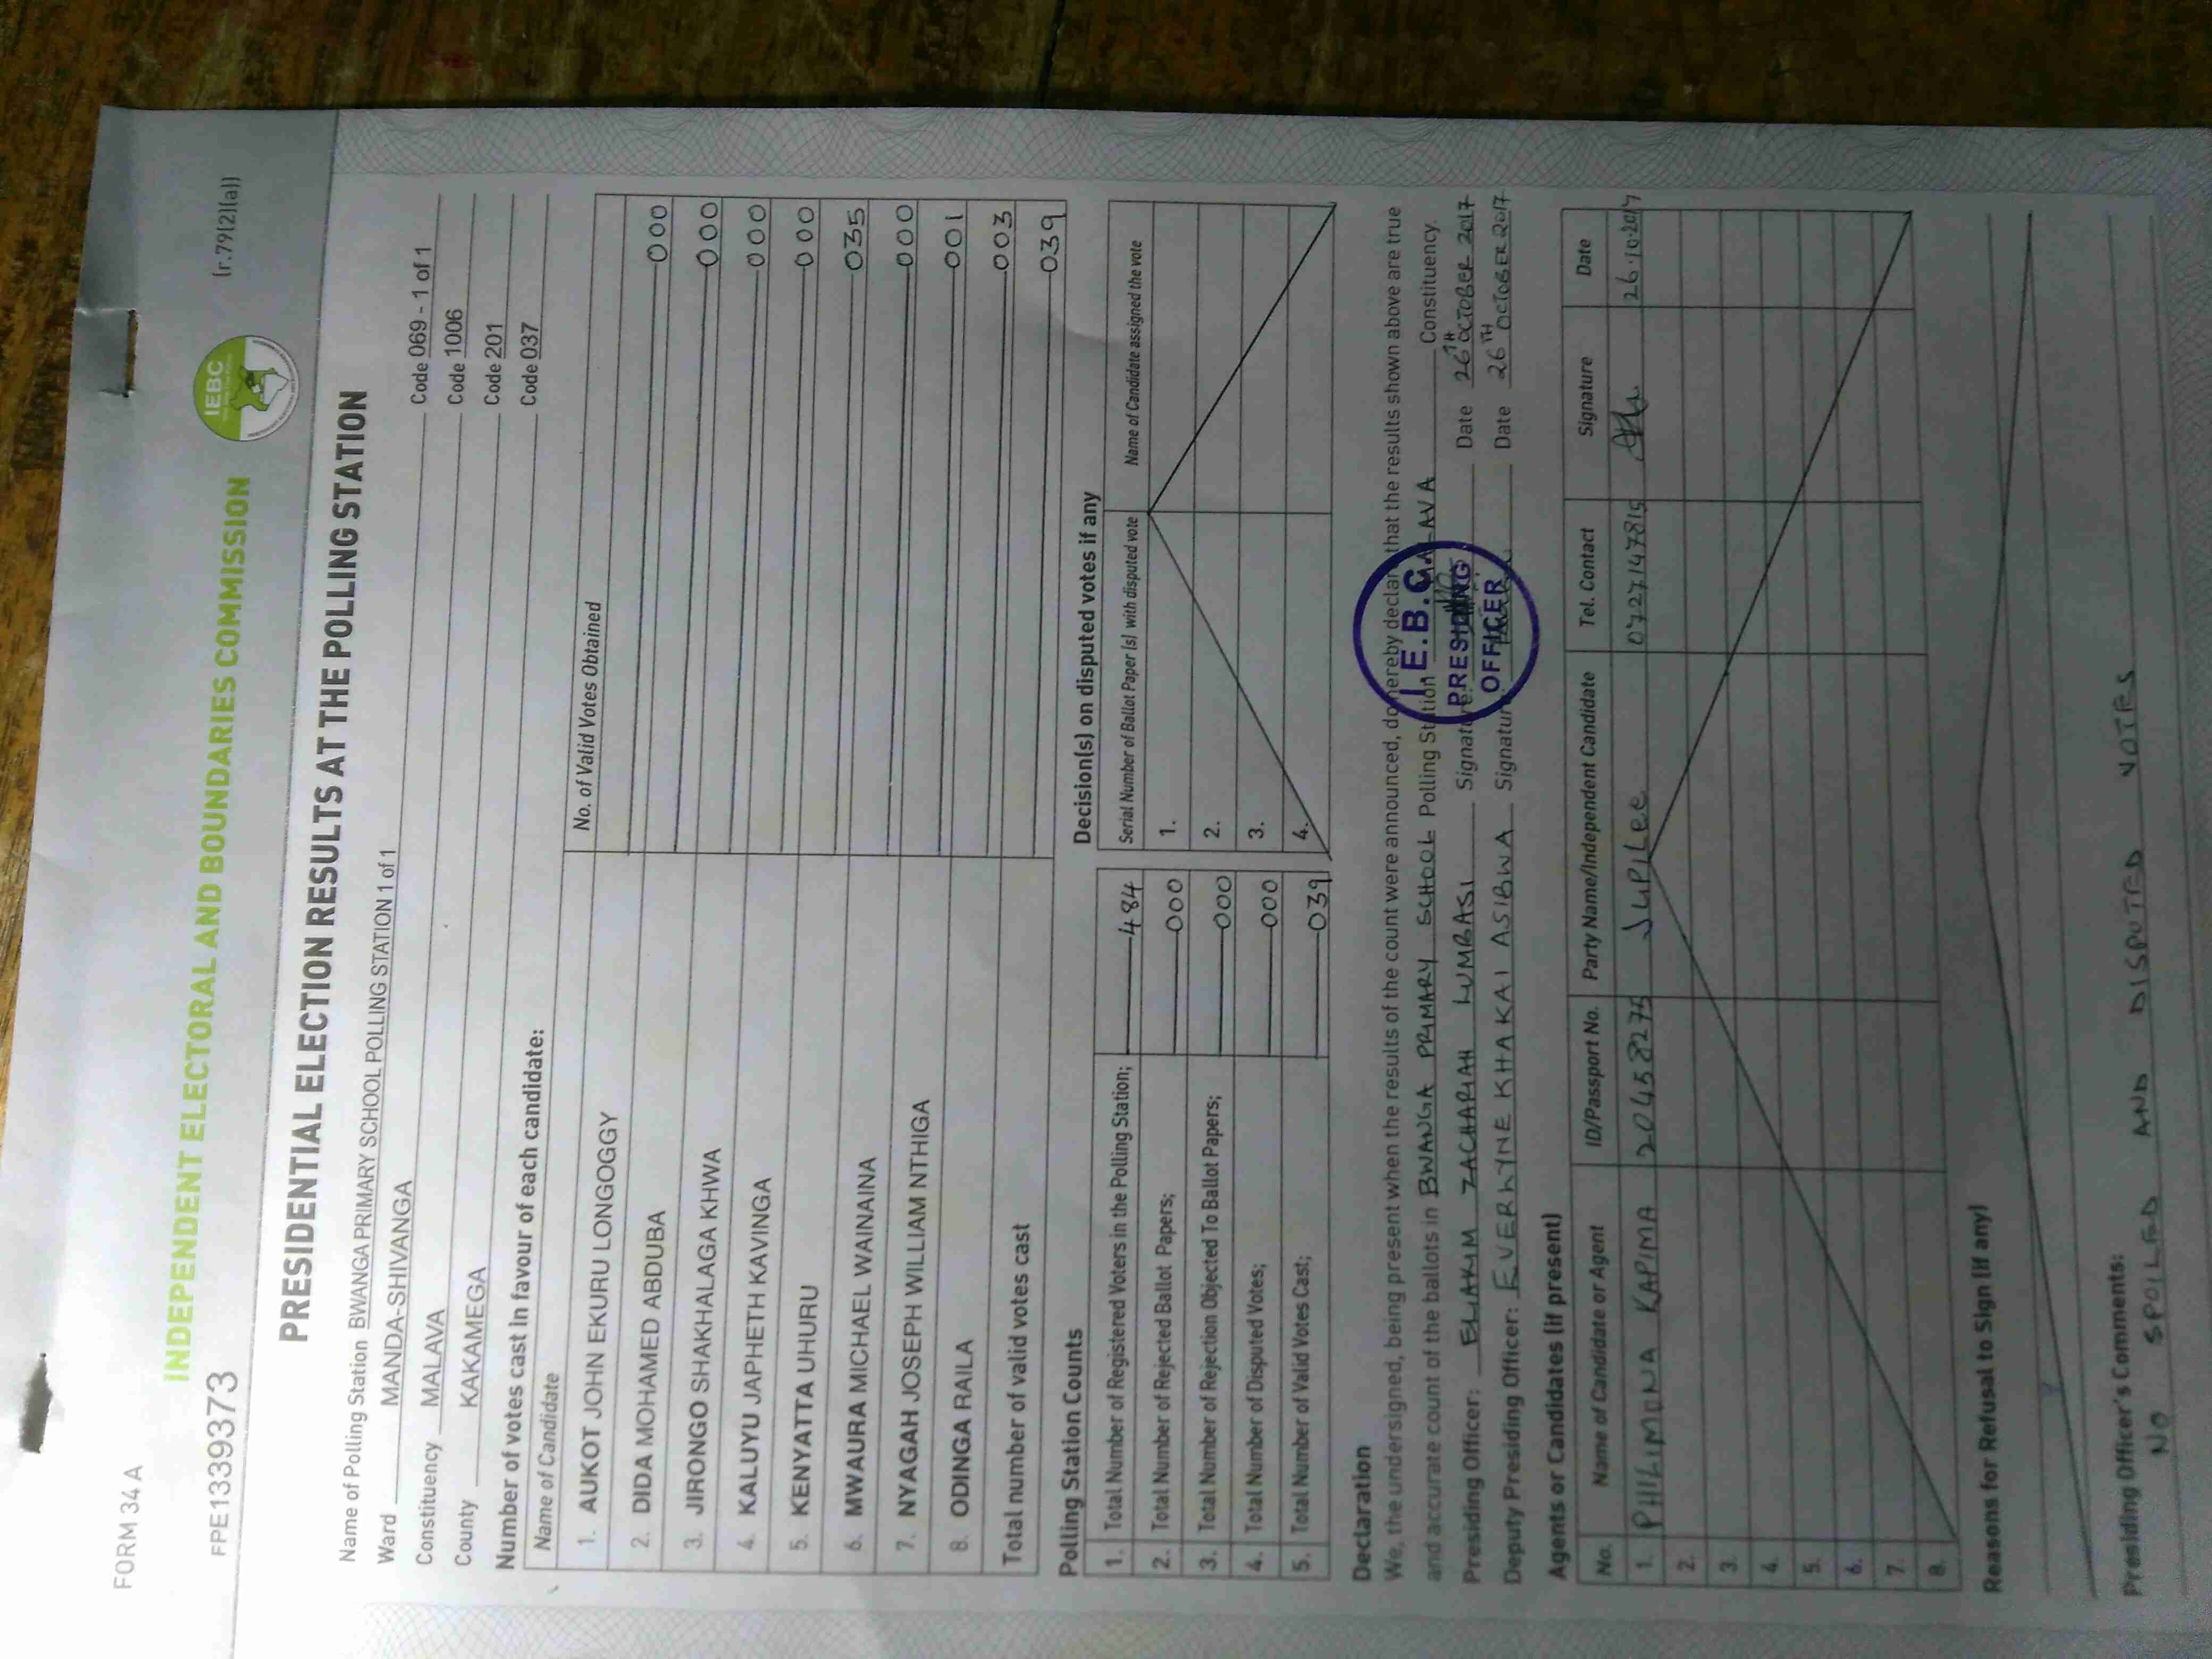 FORM 34 A
INDEPENDENT ELECTORAL AND BOUNDARIES COMMISSION
IEBC
(r.79(2)(a))
FPE1339373
PRESIDENTIAL ELECTION RESULTS AT THE POLLING STATION
Name of Polling Station BWANGA PRIMARY SCHOOL POLLING STATION 1 of 1 Code 069 - 1 of 1
Ward MANDA-SHIVANGA Code 1006
Constituency MALAVA Code 201
County KAKAMEGA Code 037
Number of votes cast in favour of each candidate:
Name of Candidate No. of Valid Votes Obtained
1. AUKOT JOHN EKURU LONGOGGY 000
2. DIDA MOHAMED ABDUBA 000
3. JIRONGO SHAKHALAGA KHWA 000
4. KALUYU JAPHETH KAVINGA 000
5. KENYATTA UHURU 035
6. MWAURA MICHAEL WAINAINA 000
7. NYAGAH JOSEPH WILLIAM NTHIGA 001
8. ODINGA RAILA 003
Total number of valid votes cast 039
Polling Station Counts
1. Total Number of Registered Voters in the Polling Station; 484
2. Total Number of Rejected Ballot Papers; 000
3. Total Number of Rejection Objected To Ballot Papers; 000
4. Total Number of Disputed Votes; 000
5. Total Number of Valid Votes Cast; 039
Decision(s) on disputed votes if any
Serial Number of Ballot Paper (s) with disputed vote Name of Candidate assigned the vote
1.
2.
3.
4.
Declaration
We, the undersigned, being present when the results of the count were announced, do hereby declare that the results shown above are true
and accurate count of the ballots in BWANGA PRIMARY SCHOOL Polling Station MALAVA Constituency.
Presiding Officer: ELIAKIM ZACHARIAH LUMBASI Signature: Date 26TH OCTOBER 2017
Deputy Presiding Officer: EVERLYNE KHAKAI ASIBWA Signature: Date 26TH OCTOBER 2017
I.E.B.C
PRESIDING
OFFICER
Agents or Candidates (if present)
No. Name of Candidate or Agent ID/Passport No. Party Name/Independent Candidate Tel. Contact Signature Date
1. PHILIMONA KAPIMA 20458275 JUPILEE 0727147815 26.10.2017
2.
3.
4.
5.
6.
7.
8.
Reasons for Refusal to Sign (if any)
Presiding Officer's Comments:
NO SPOILED AND DISPUTED VOTES